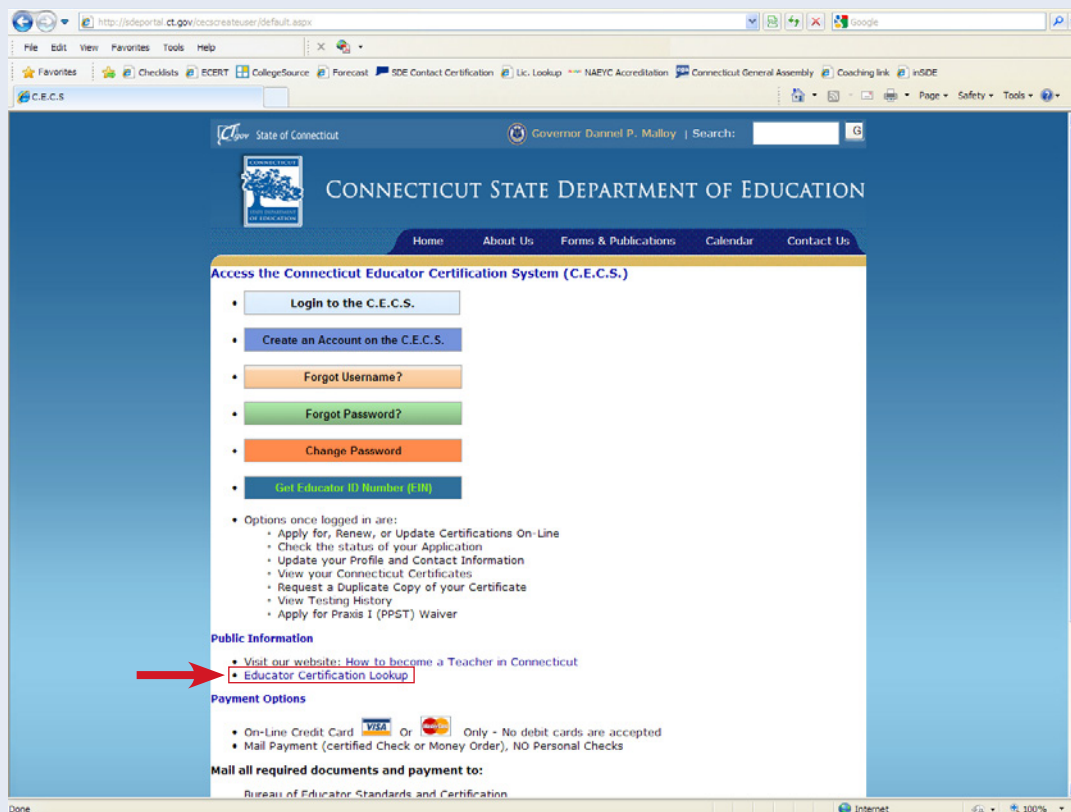 http://sdeportal.ct.gov/cecscreateuser/default.aspx
Google
File Edit View Favorites Tools Help
Favorites Checklists ECERT CollegeSource Forecast SDE Contact Certification Lic. Lookup NAEYC Accreditation Connecticut General Assembly Coaching link inSDE
C.E.C.S Page Safety Tools
CT.gov State of Connecticut Governor Dannel P. Malloy | Search: G
CONNECTICUT
STATE DEPARTMENT
OF EDUCATION
CONNECTICUT STATE DEPARTMENT OF EDUCATION
Home About Us Forms & Publications Calendar Contact Us
Access the Connecticut Educator Certification System (C.E.C.S.)
• Login to the C.E.C.S.
• Create an Account on the C.E.C.S.
• Forgot Username?
• Forgot Password?
• Change Password
• Get Educator ID Number (EIN)
• Options once logged in are:
• Apply for, Renew, or Update Certifications On-Line
• Check the status of your Application
• Update your Profile and Contact Information
• View your Connecticut Certificates
• Request a Duplicate Copy of your Certificate
• View Testing History
• Apply for Praxis I (PPST) Waiver
Public Information
• Visit our website: How to become a Teacher in Connecticut
• Educator Certification Lookup
Payment Options
• On-Line Credit Card VISA Or MasterCard Only - No debit cards are accepted
• Mail Payment (certified Check or Money Order), NO Personal Checks
Mail all required documents and payment to:
Bureau of Educator Standards and Certification
Done Internet 100%